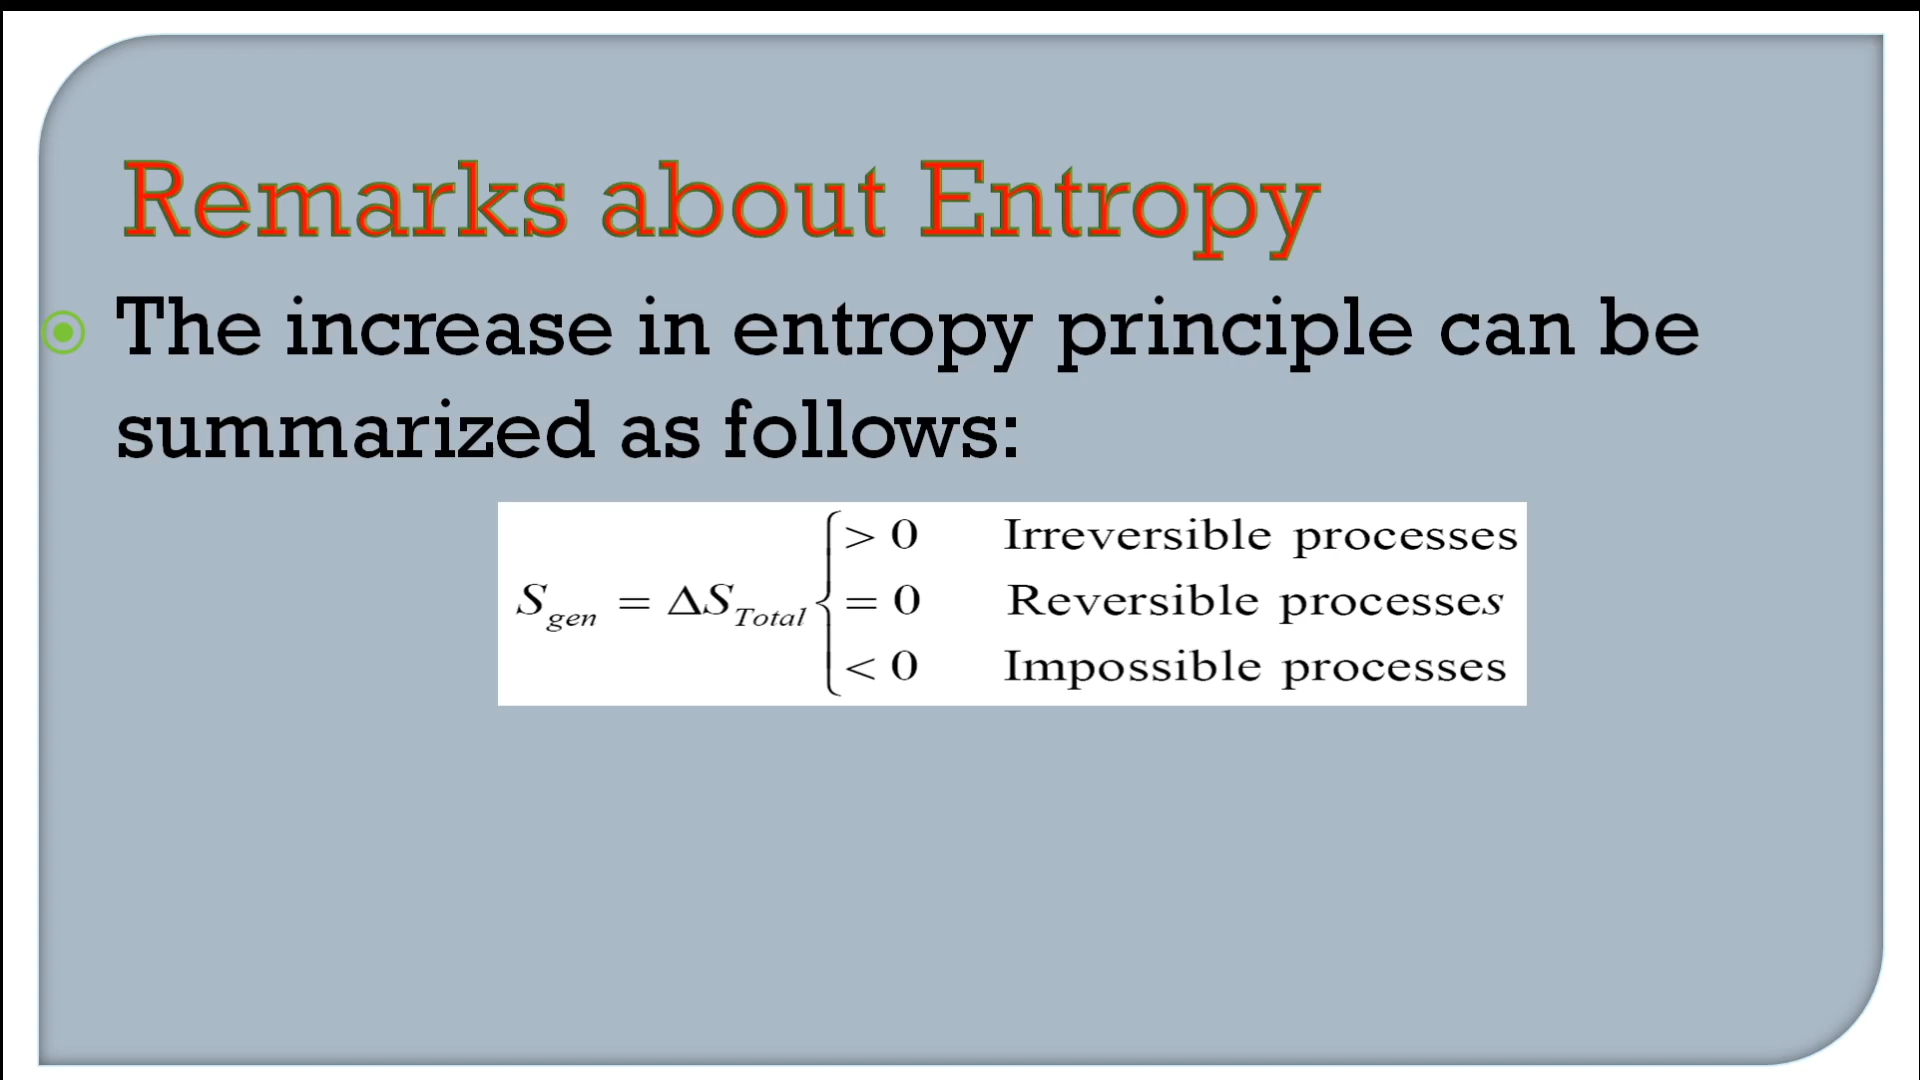 Remarks about Entropy
The increase in entropy principle can be
summarized as follows:
> 0 Irreversible processes
S_gen = ΔS_Total { = 0 Reversible processes
< 0 Impossible processes